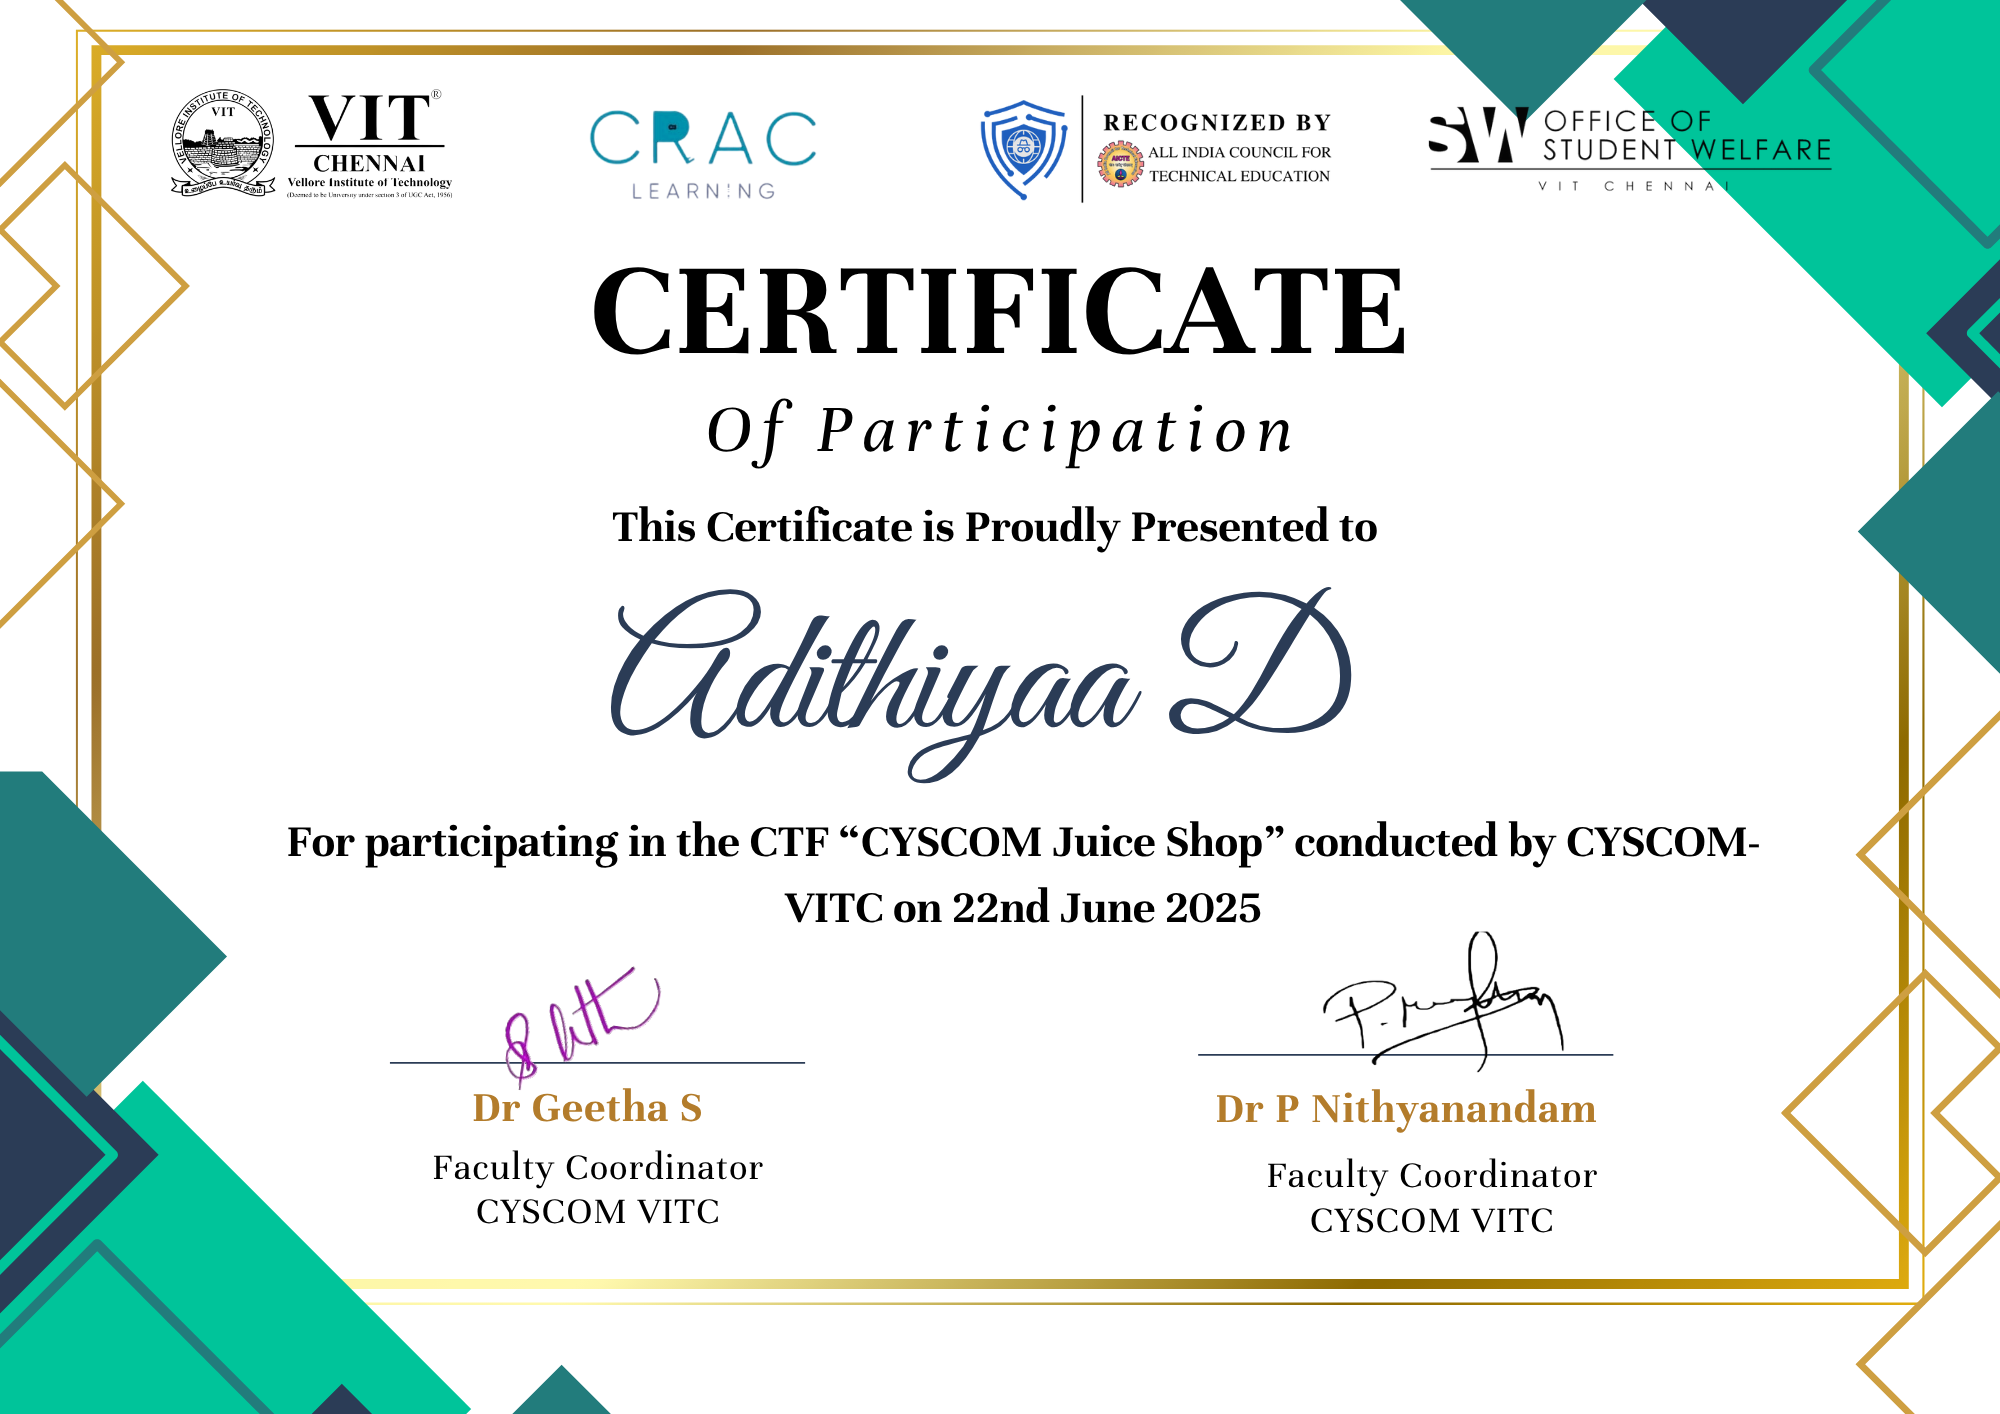 VELLORE INSTITUTE OF TECHNOLOGY
VIT
VIT®
CHENNAI
Vellore Institute of Technology
(Deemed to be University under section 3 of UGC Act, 1956)
CRAC
LEARNING
RECOGNIZED BY
AICTE
ALL INDIA COUNCIL FOR
TECHNICAL EDUCATION
SW OFFICE OF
STUDENT WELFARE
VIT CHENNAI
CERTIFICATE
Of Participation
This Certificate is Proudly Presented to
Adithiyaa D
For participating in the CTF “CYSCOM Juice Shop” conducted by CYSCOM-
VITC on 22nd June 2025
Dr Geetha S
Faculty Coordinator
CYSCOM VITC
Dr P Nithyanandam
Faculty Coordinator
CYSCOM VITC